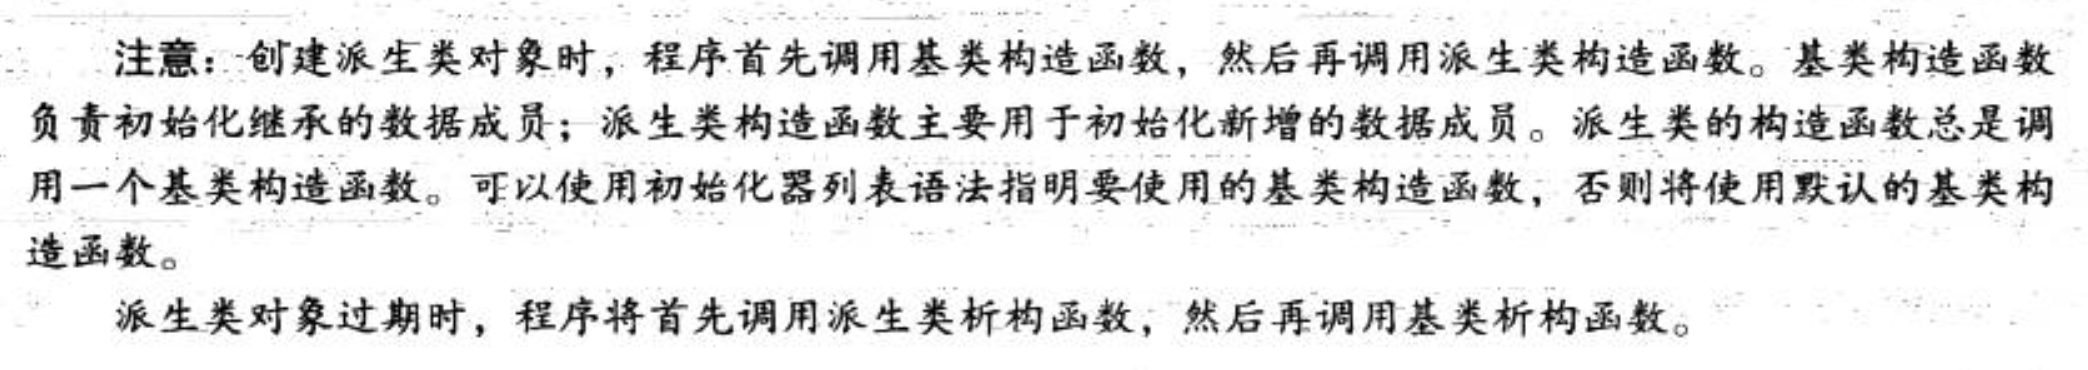 注意：创建派生类对象时，程序首先调用基类构造函数，然后再调用派生类构造函数。基类构造函数
负责初始化继承的数据成员；派生类构造函数主要用于初始化新增的数据成员。派生类的构造函数总是调
用一个基类构造函数。可以使用初始化器列表语法指明要使用的基类构造函数，否则将使用默认的基类构
造函数。
派生类对象过期时，程序将首先调用派生类析构函数，然后再调用基类析构函数。